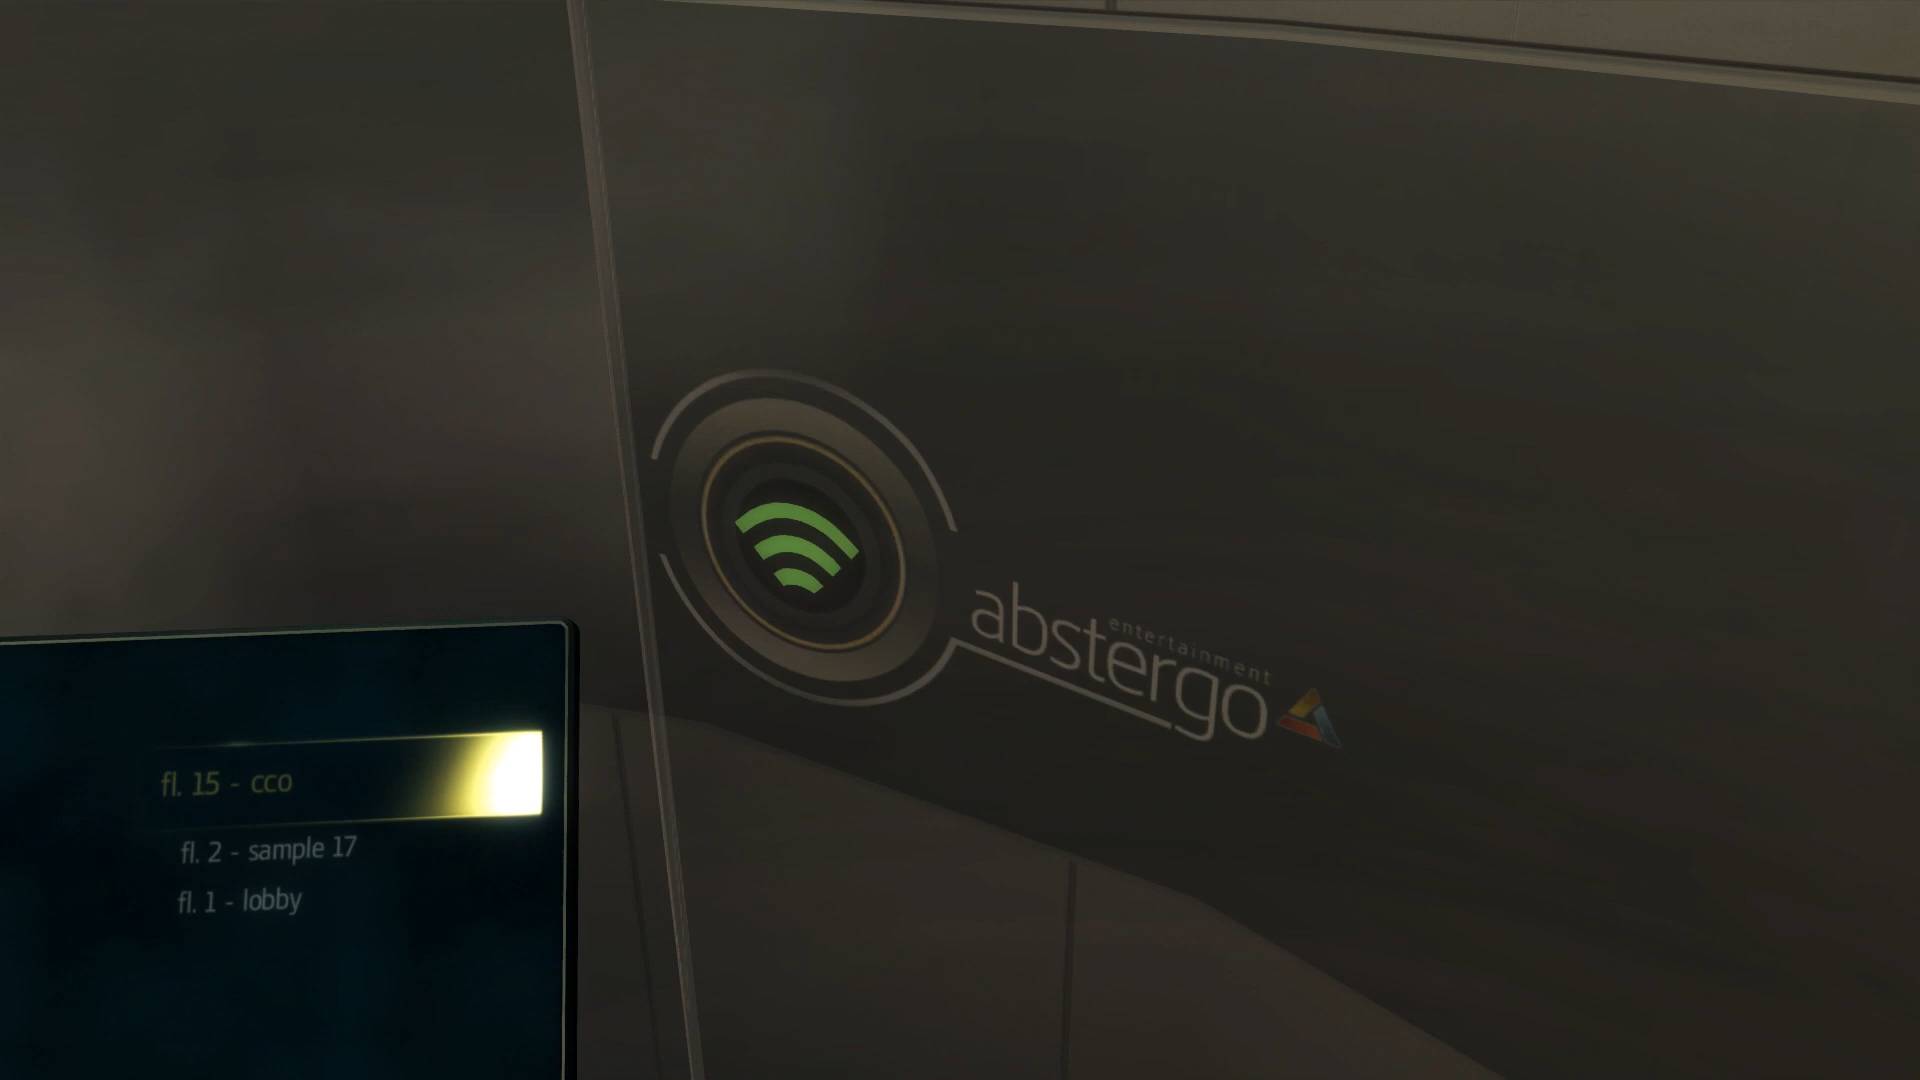 entertainment
abstergo
fl. 15 - cco
fl. 2 - sample 17
fl. 1 - lobby